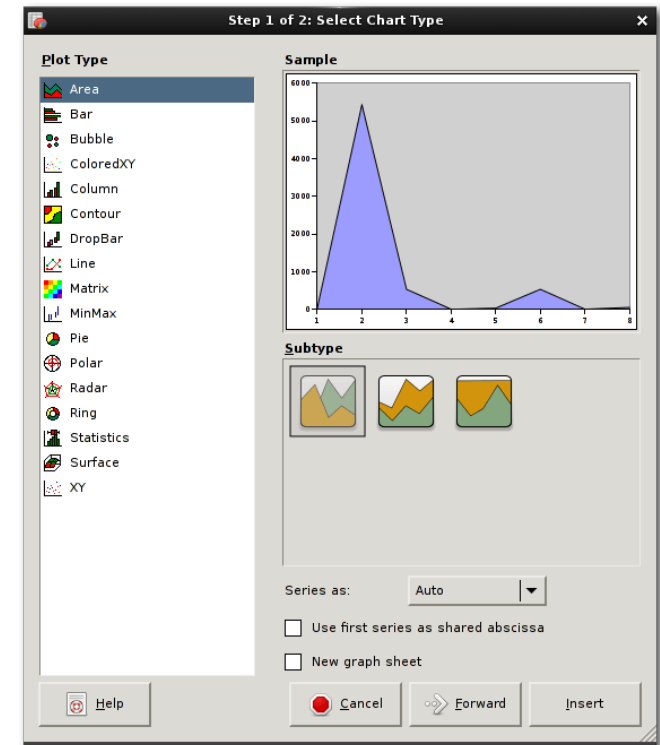 Step 1 of 2: Select Chart Type
Plot Type
Area
Bar
Bubble
ColoredXY
Column
Contour
DropBar
Line
Matrix
MinMax
Pie
Polar
Radar
Ring
Statistics
Surface
XY
Sample
6000
5000
4000
3000
2000
1000
0
1 2 3 4 5 6 7 8
Subtype
Series as: Auto
Use first series as shared abscissa
New graph sheet
Help Cancel Forward Insert